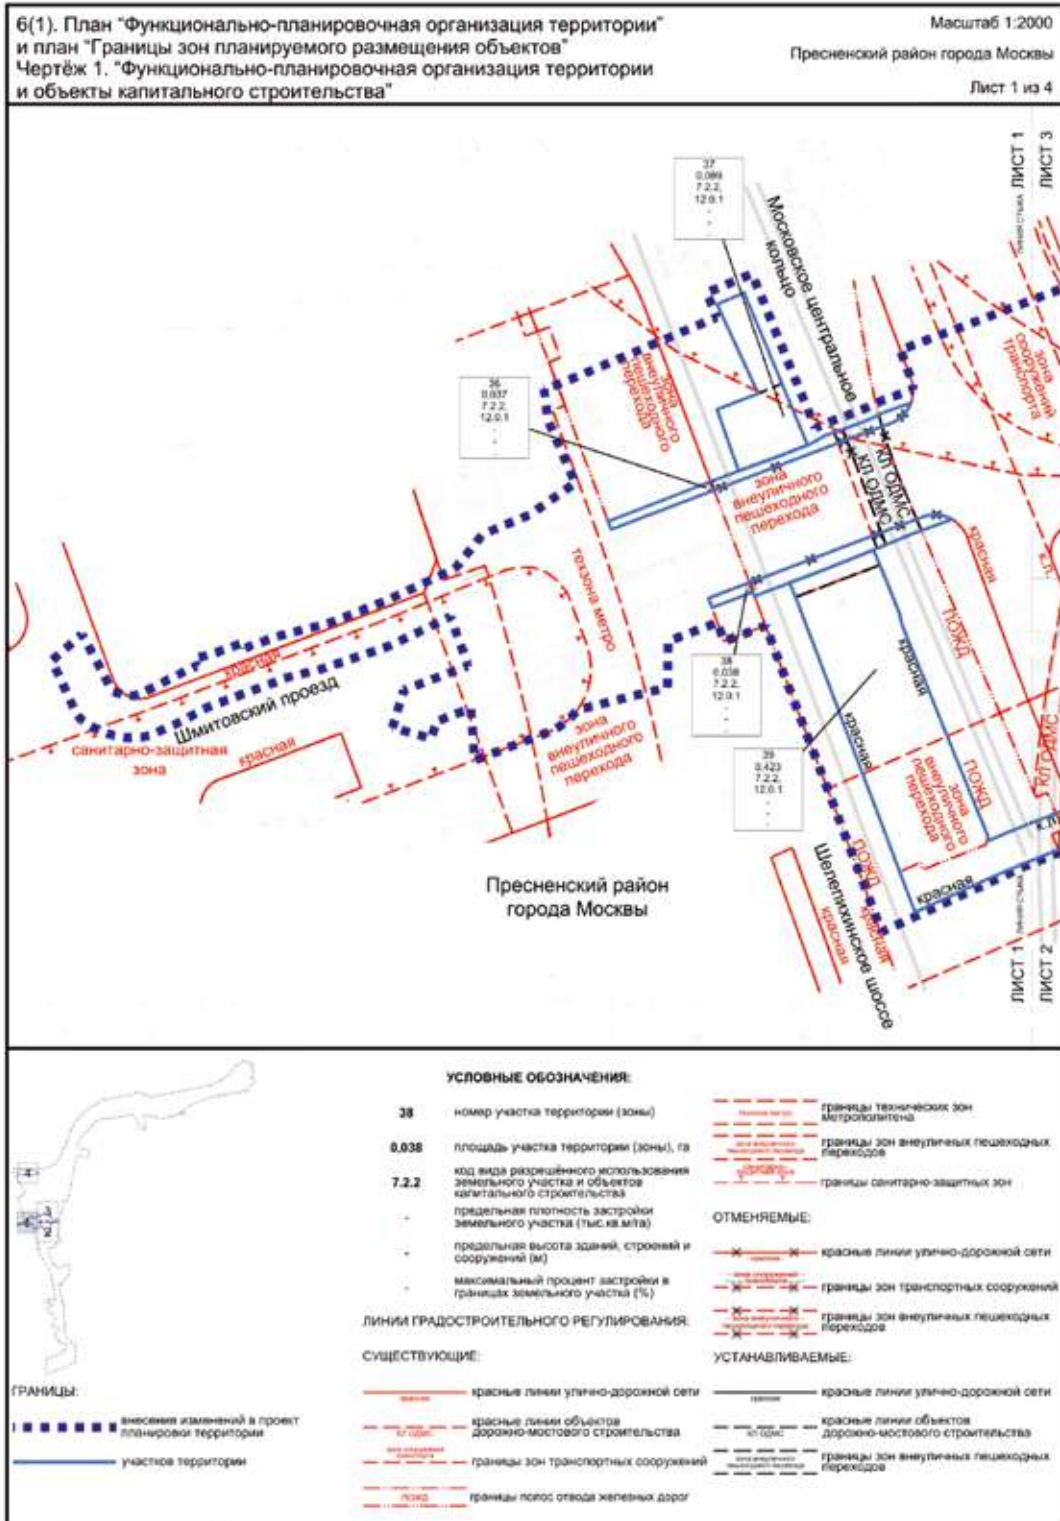 6(1). План "Функционально-планировочная организация территории"
и план "Границы зон планируемого размещения объектов"
Чертёж 1. "Функционально-планировочная организация территории
и объекты капитального строительства"
Масштаб 1:2000
Пресненский район города Москвы
Лист 1 из 4
ЛИСТ 1
ЛИСТ 3
37
0,089
7.2.2,
12.0.1
-
-
-
Московское центральное
кольцо
зона
сооружений
транспорта
зона
внеуличного
пешеходного
перехода
36
0,037
7.2.2,
12.0.1
-
-
-
КЛ ОДМС
КЛ ОДМС
зона
внеуличного
пешеходного
перехода
техзона метро
красная
к.л.
38
0,038
7.2.2,
12.0.1
-
-
-
красная
ПОЖД
красная
Шмитовский проезд
санитарно-защитная
зона
красная
зона
внеуличного
пешеходного
перехода
39
0,423
7.2.2,
12.0.1
-
-
-
красная
ПОЖД
КЛ ОДМС
зона
внеуличного
пешеходного
перехода
к.л.
Шелепихинское шоссе
ПОЖД
красная
красная
красная
Пресненский район
города Москвы
ЛИСТ 1
ЛИНИЯ СТЫКА
ЛИСТ 2
УСЛОВНЫЕ ОБОЗНАЧЕНИЯ:
38 номер участка территории (зоны)
0,038 площадь участка территории (зоны), га
7.2.2 код вида разрешённого использования
земельного участка и объектов
капитального строительства
- предельная плотность застройки
земельного участка (тыс.кв.м/га)
- предельная высота зданий, строений и
сооружений (м)
- максимальный процент застройки в
границах земельного участка (%)
ЛИНИИ ГРАДОСТРОИТЕЛЬНОГО РЕГУЛИРОВАНИЯ:
СУЩЕСТВУЮЩИЕ:
красные линии улично-дорожной сети
КЛ ОДМС
красные линии объектов
дорожно-мостового строительства
границы зон транспортных сооружений
ПОЖД
границы полос отвода железных дорог
границы технических зон
метрополитена
границы зон внеуличных пешеходных
переходов
границы санитарно-защитных зон
ОТМЕНЯЕМЫЕ:
красные линии улично-дорожной сети
границы зон транспортных сооружений
границы зон внеуличных пешеходных
переходов
УСТАНАВЛИВАЕМЫЕ:
красные линии улично-дорожной сети
КЛ ОДМС
красные линии объектов
дорожно-мостового строительства
границы зон внеуличных пешеходных
переходов
ГРАНИЦЫ:
внесения изменений в проект
планировки территории
участков территории